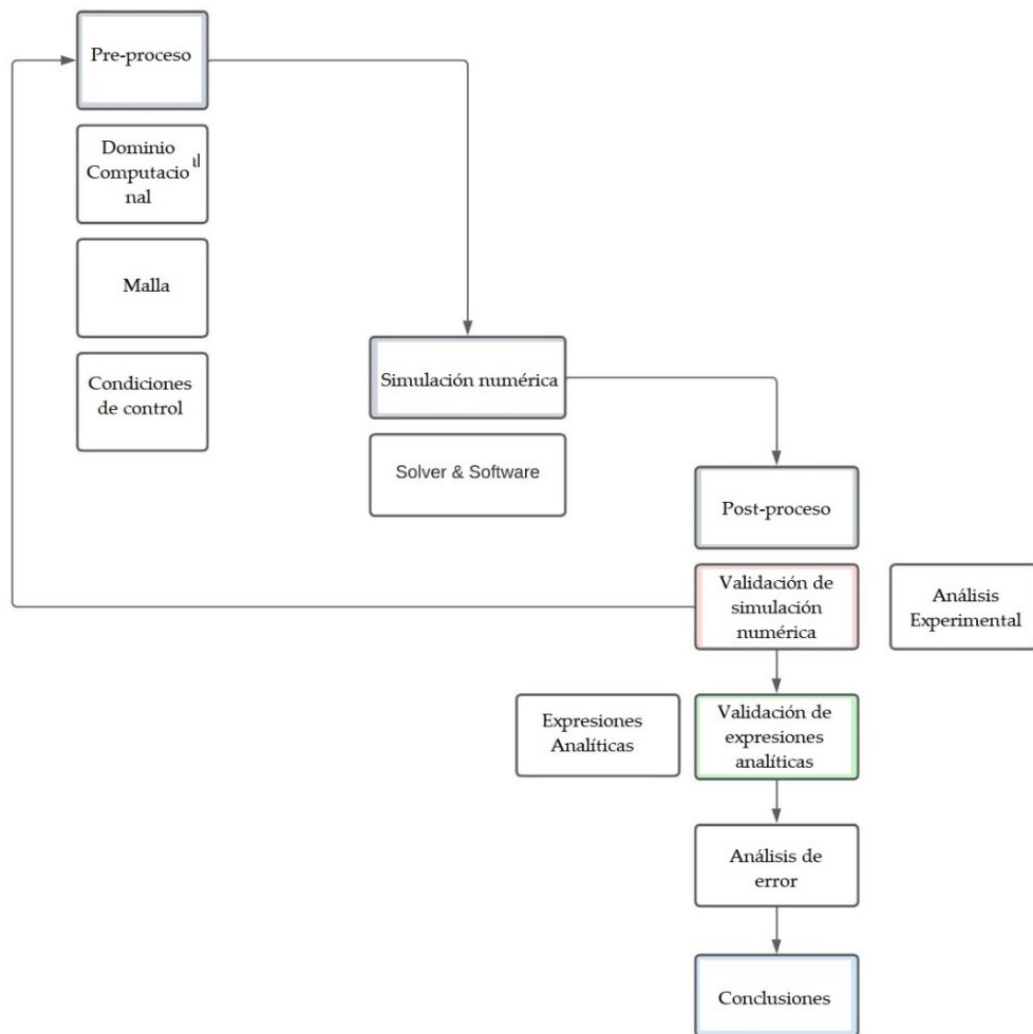 Pre-proceso
Dominio
Computacio
nal
Malla
Condiciones
de control
Simulación numérica
Solver & Software
Post-proceso
Validación de
simulación
numérica
Análisis
Experimental
Expresiones
Analíticas
Validación de
expresiones
analíticas
Análisis de
error
Conclusiones